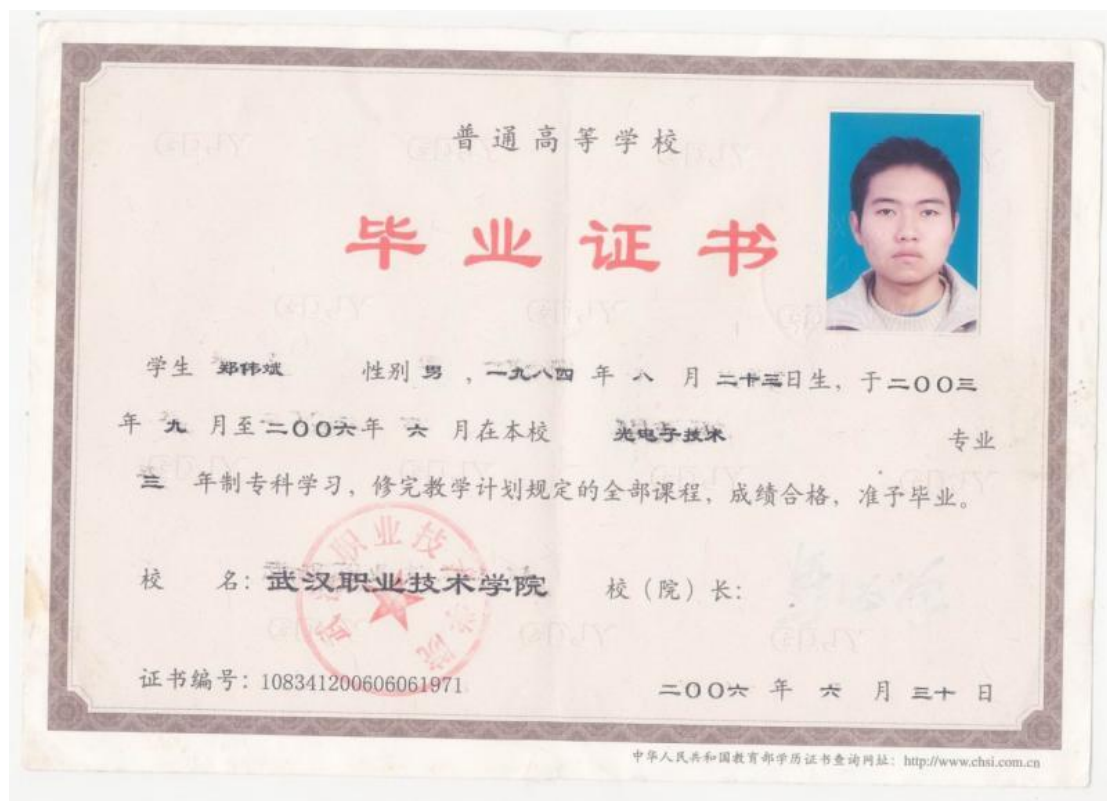 普通高等学校
毕业证书
学生 郑伟斌 性别 男 ，一九八四 年 八 月 二十三日生，于二〇〇三
年 九 月至二〇〇六年 六 月在本校 光电子技术 专业
三 年制专科学习，修完教学计划规定的全部课程，成绩合格，准予毕业。
校 名：武汉职业技术学院 校（院）长：
证书编号：108341200606061971 二〇〇六 年 六 月 三十 日
中华人民共和国教育部学历证书查询网址：http://www.chsi.com.cn